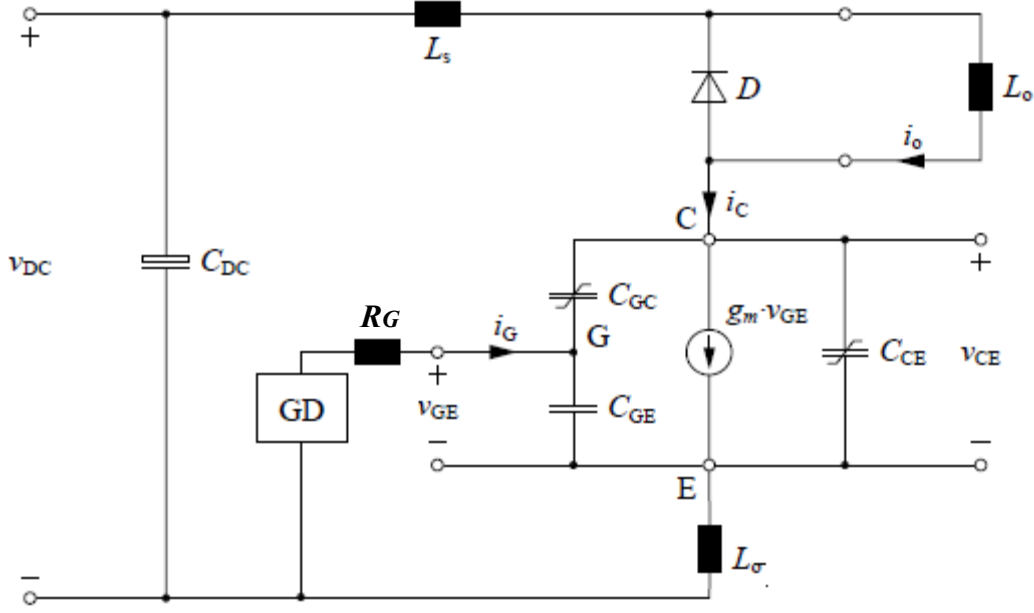 +
Ls
D
Lo
io
iC
C
vDC
CDC
CGC
gm·vGE
+
RG
iG
G
CCE
vCE
GD
+
vGE
CGE
−
−
E
Lσ
−